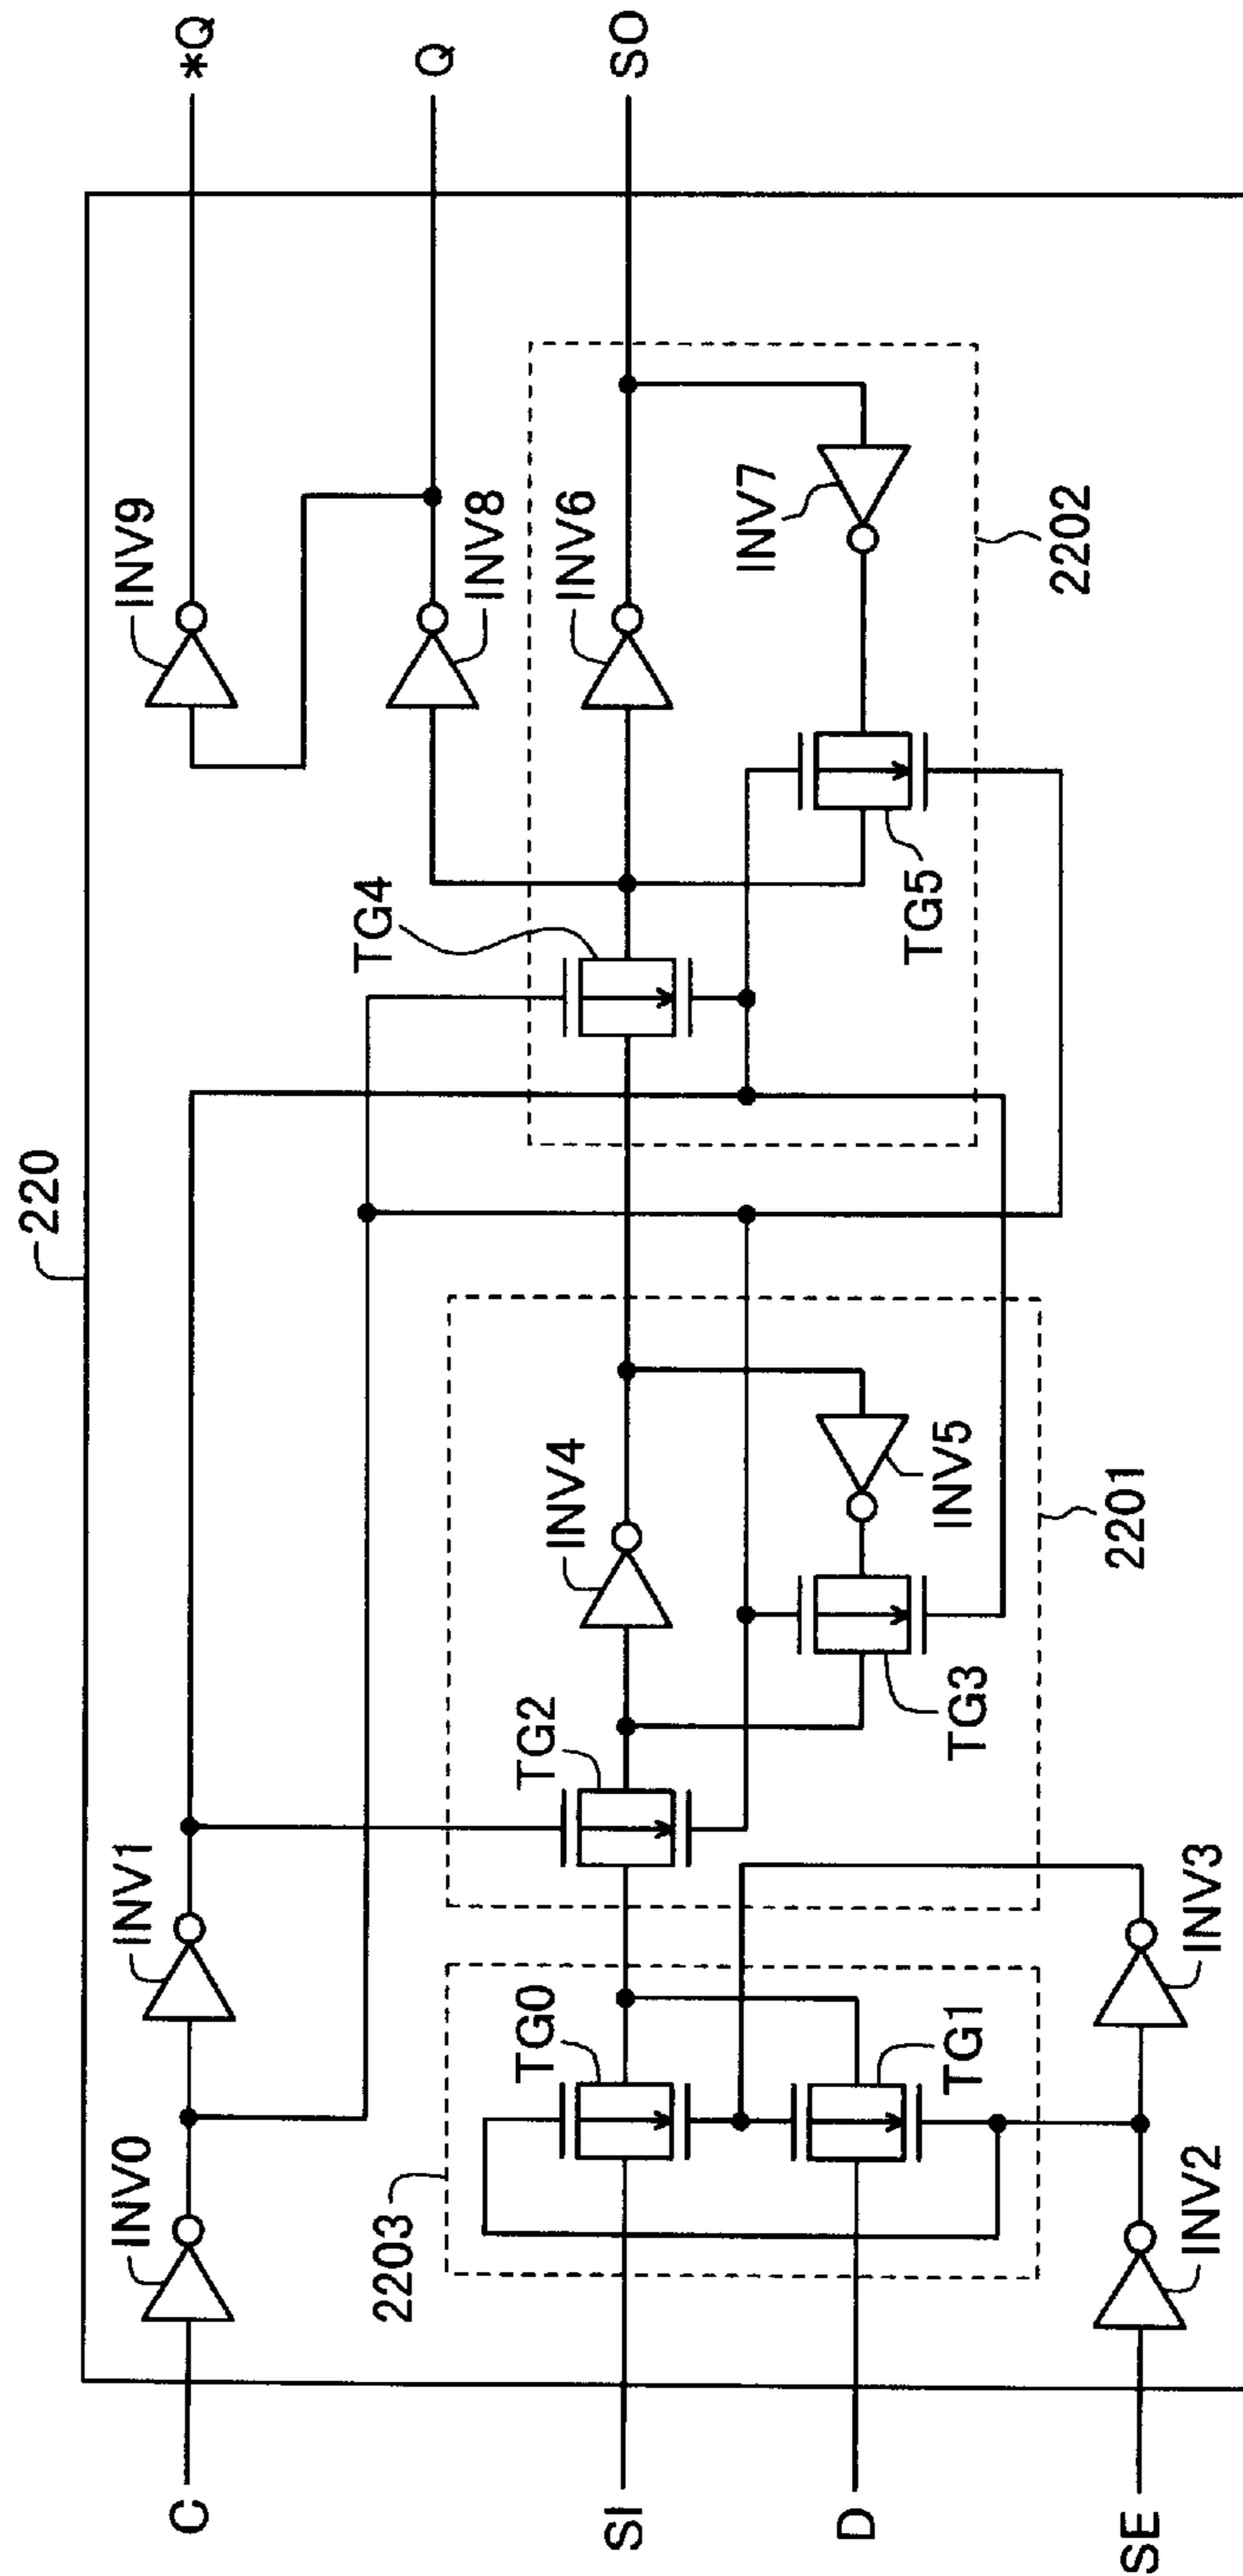 220
C
INV0
INV1
INV9
*Q
TG4
INV8
Q
2203
TG0
TG2
INV4
INV6
SI
SO
INV7
D
TG1
TG3
INV5
TG5
2201
2202
SE
INV2
INV3